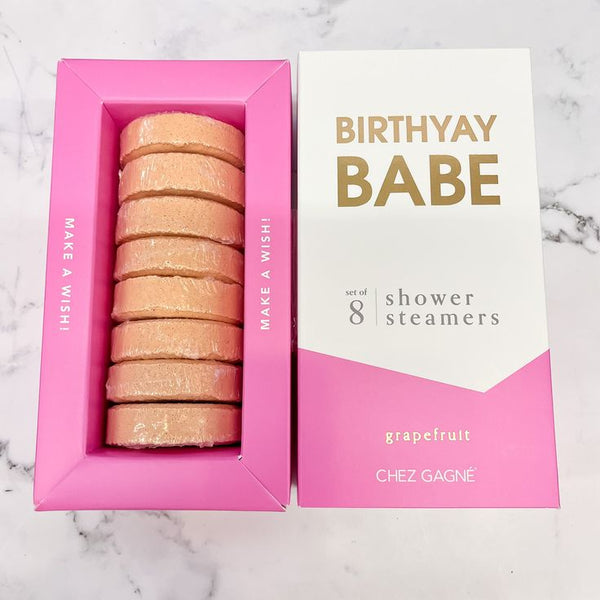 MAKE A WISH!
MAKE A WISH!
BIRTHYAY
BABE
set of
8
shower
steamers
grapefruit
CHEZ GAGNÉ